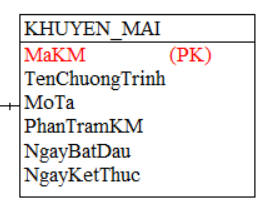 KHUYEN_MAI
MaKM (PK)
TenChuongTrinh
MoTa
PhanTramKM
NgayBatDau
NgayKetThuc